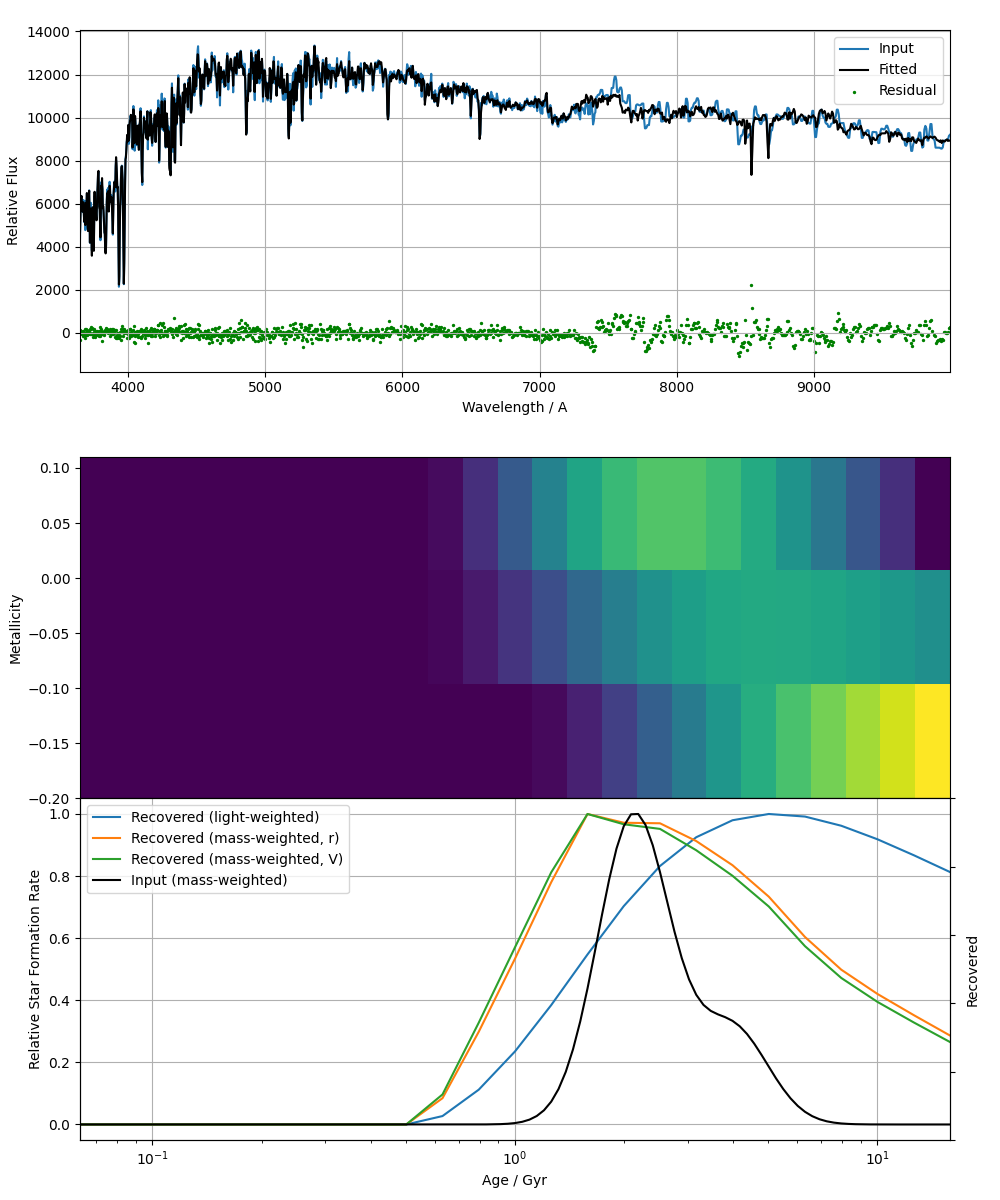 14000
12000
10000
8000
6000
4000
2000
0
Relative Flux
Input
Fitted
Residual
4000
5000
6000
7000
8000
9000
Wavelength / A
0.10
0.05
0.00
−0.05
−0.10
−0.15
−0.20
Metallicity
1.0
0.8
0.6
0.4
0.2
0.0
Relative Star Formation Rate
Recovered (light-weighted)
Recovered (mass-weighted, r)
Recovered (mass-weighted, V)
Input (mass-weighted)
Recovered
10⁻¹
10⁰
10¹
Age / Gyr